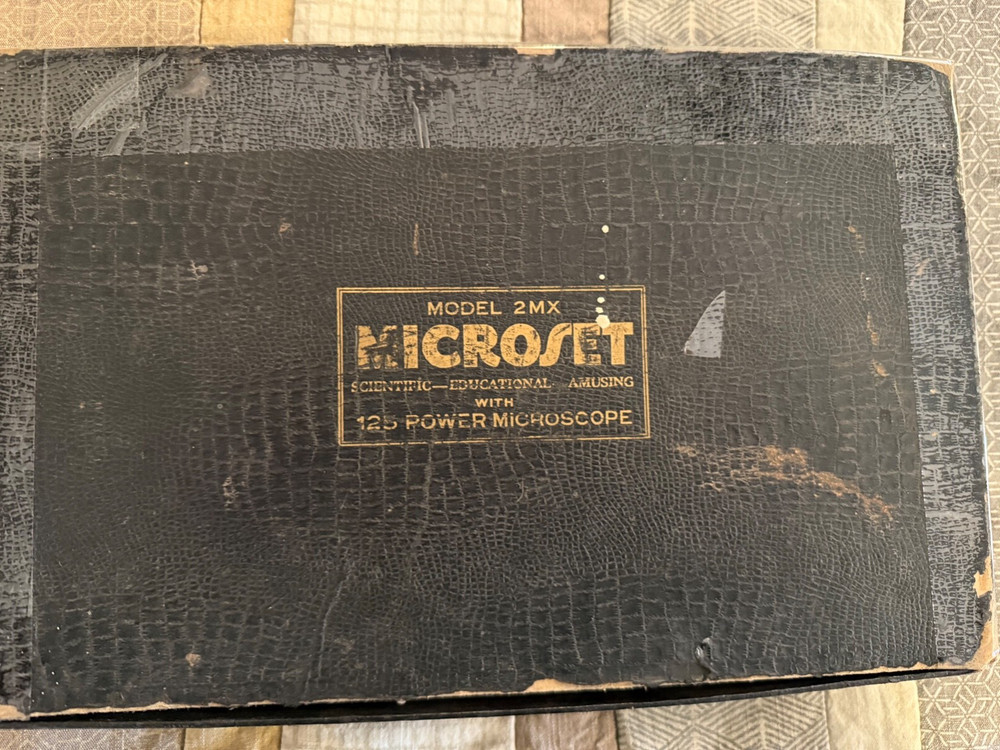 MODEL 2MX
MICROSET
SCIENTIFIC—EDUCATIONAL- AMUSING
WITH
125 POWER MICROSCOPE